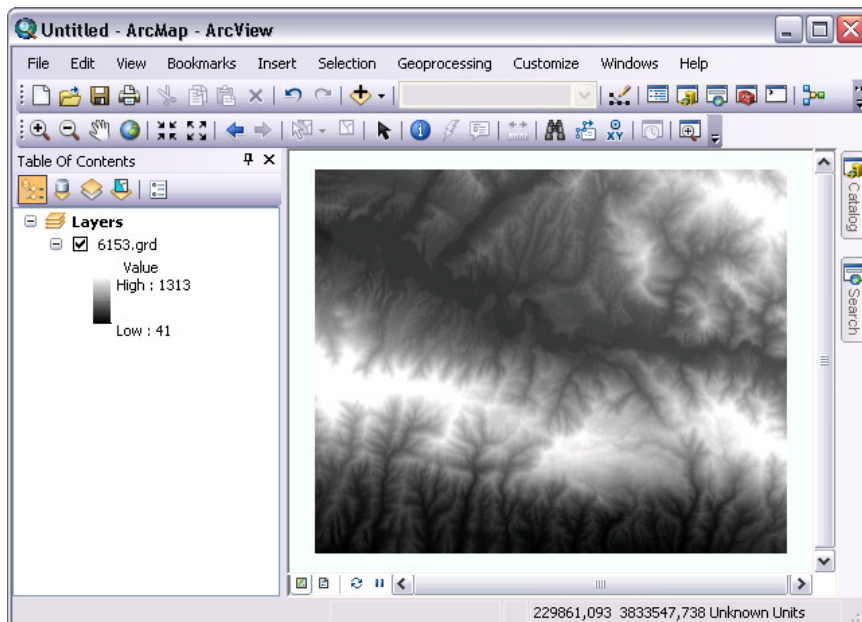 Untitled - ArcMap - ArcView
File Edit View Bookmarks Insert Selection Geoprocessing Customize Windows Help
XY
Table Of Contents
Layers
6153.grd
Value
High : 1313
Low : 41
Catalog
Search
229861,093 3833547,738 Unknown Units